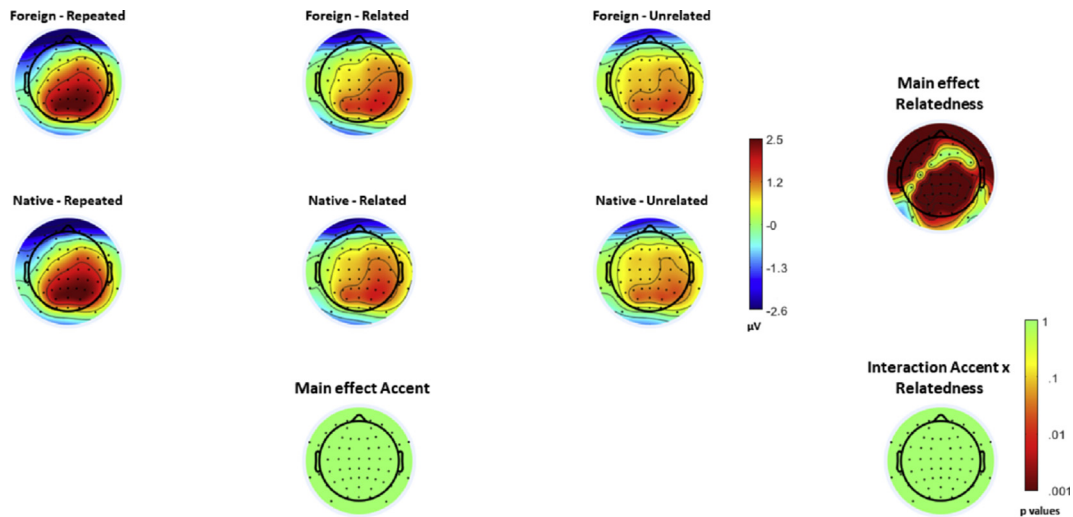 Foreign - Repeated
Foreign - Related
Foreign - Unrelated
Main effect
Relatedness
2.5
1.2
-0
-1.3
-2.6
µV
Native - Repeated
Native - Related
Native - Unrelated
Main effect Accent
Interaction Accent x
Relatedness
1
.1
.01
.001
p values